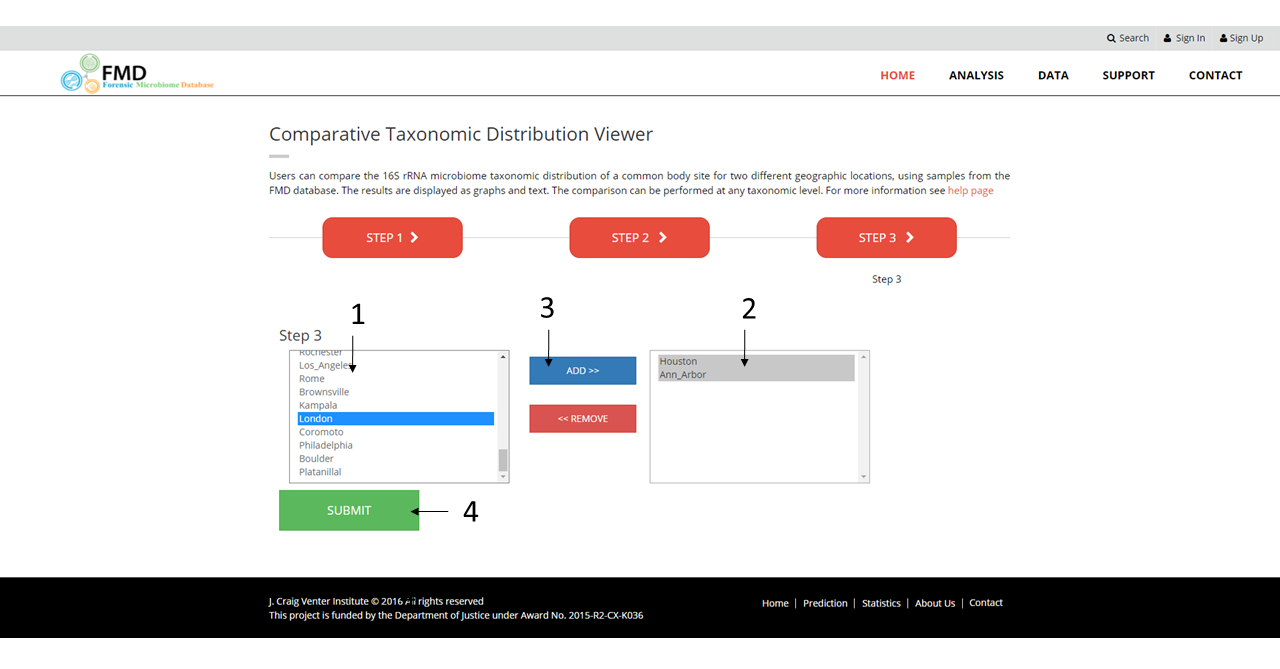 Search Sign In Sign Up
FMD
Forensic Microbiome Database
HOME ANALYSIS DATA SUPPORT CONTACT
Comparative Taxonomic Distribution Viewer
Users can compare the 16S rRNA microbiome taxonomic distribution of a common body site for two different geographic locations, using samples from the
FMD database. The results are displayed as graphs and text. The comparison can be performed at any taxonomic level. For more information see help page
STEP 1 STEP 2 STEP 3
Step 3
1 3 2
Step 3
Rochester
Los_Angeles
Rome
Brownsville
Kampala
London
Coromoto
Philadelphia
Boulder
Platanillal
ADD >>
<< REMOVE
Houston
Ann_Arbor
SUBMIT
4
J. Craig Venter Institute © 2016 All rights reserved
This project is funded by the Department of Justice under Award No. 2015-R2-CX-K036
Home | Prediction | Statistics | About Us | Contact